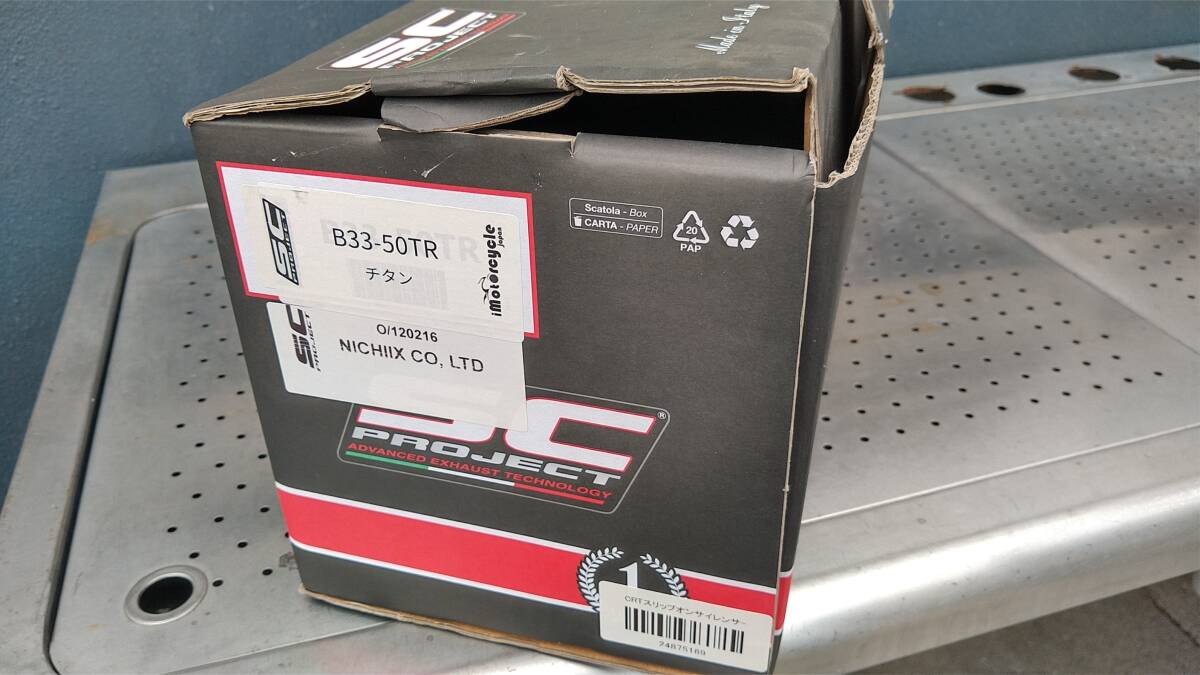 SC
PROJECT
Made in Italy
SC
PROJECT
B33-50TR
チタン
iMotorcycle
Japan
Scatola - Box
CARTA - PAPER
20
PAP
SC
PROJECT
O/120216
NICHIIX CO, LTD
SC
®
PROJECT
ADVANCED EXHAUST TECHNOLOGY
1
CRTスリップオンサイレンサー
24875169